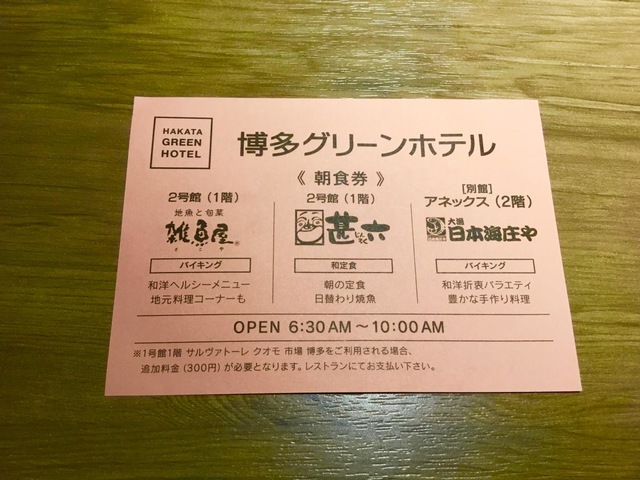 HAKATA
GREEN
HOTEL
博多グリーンホテル
《 朝食券 》
2号館（1階）
地魚と旬菜
雑魚屋
ざこや
バイキング
和洋ヘルシーメニュー
地元料理コーナーも
2号館（1階）
甚六
じんろく
和定食
朝の定食
日替わり焼魚
［別館］
アネックス（2階）
大漁
日本海庄や
バイキング
和洋折衷バラエティ
豊かな手作り料理
OPEN 6:30AM～10:00AM
※1号館1階 サルヴァトーレ クオモ 市場 博多をご利用される場合、
追加料金（300円）が必要となります。レストランにてお支払い下さい。